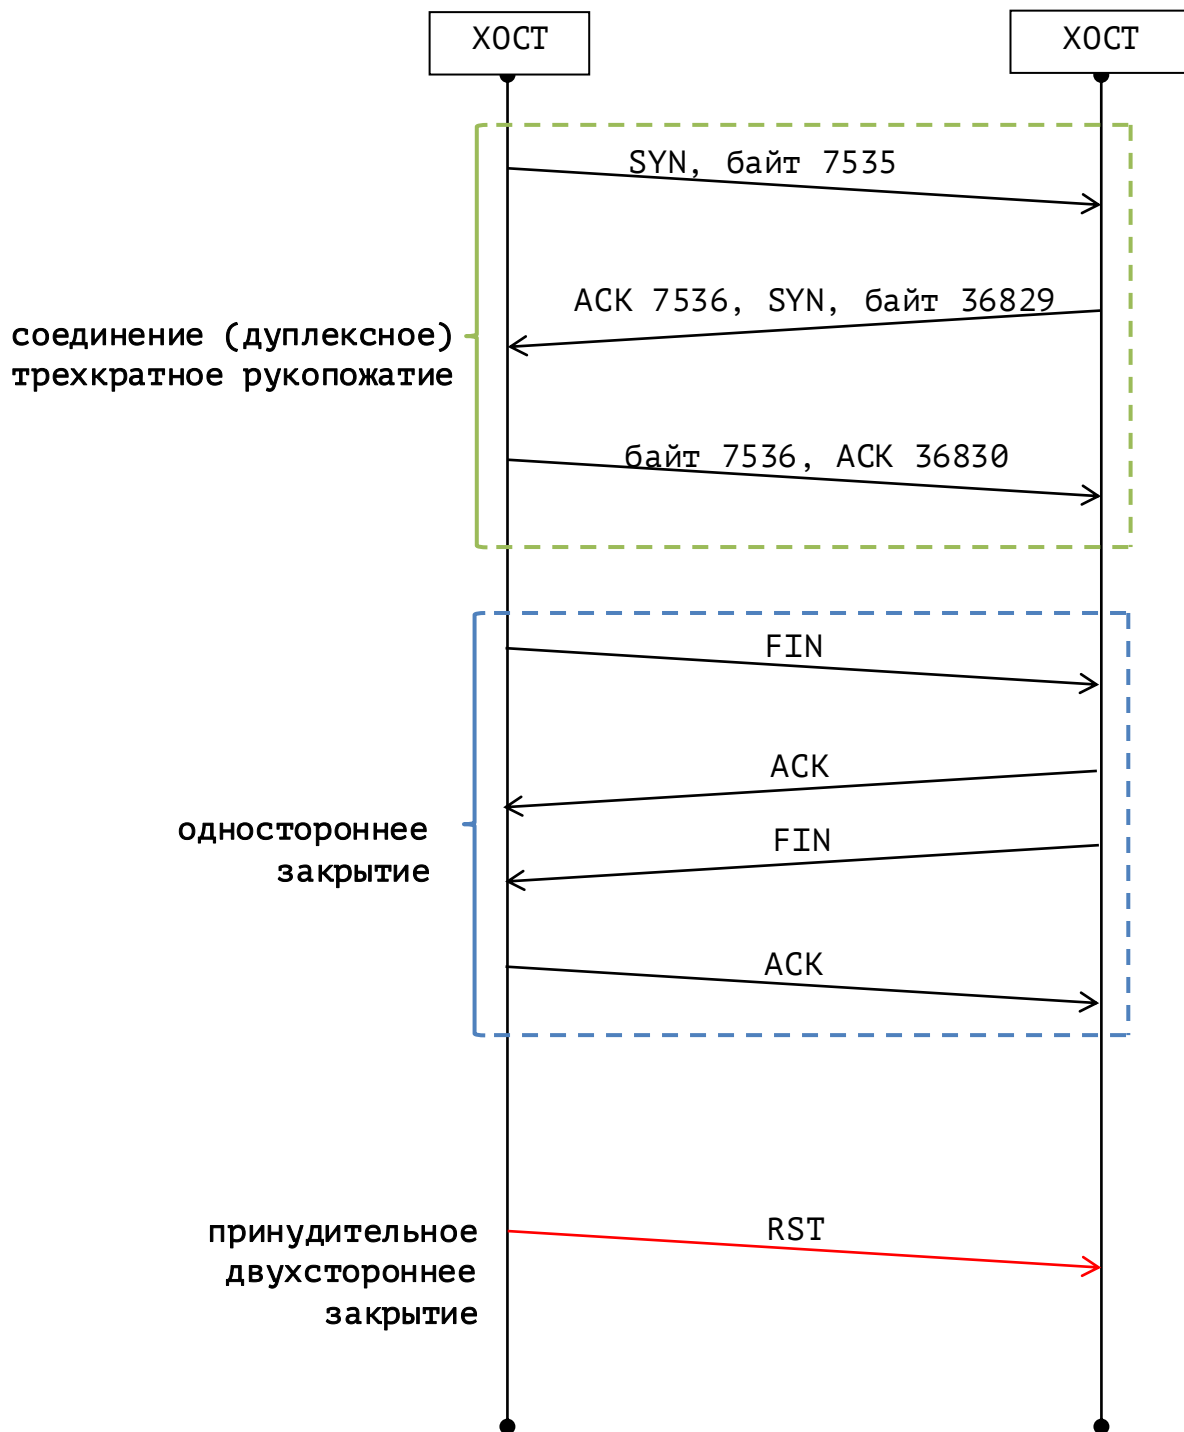 ХОСТ
ХОСТ
SYN, байт 7535
ACK 7536, SYN, байт 36829
соединение (дуплексное)
трехкратное рукопожатие
байт 7536, ACK 36830
FIN
ACK
одностороннее
закрытие
FIN
ACK
принудительное
двухстороннее
закрытие
RST